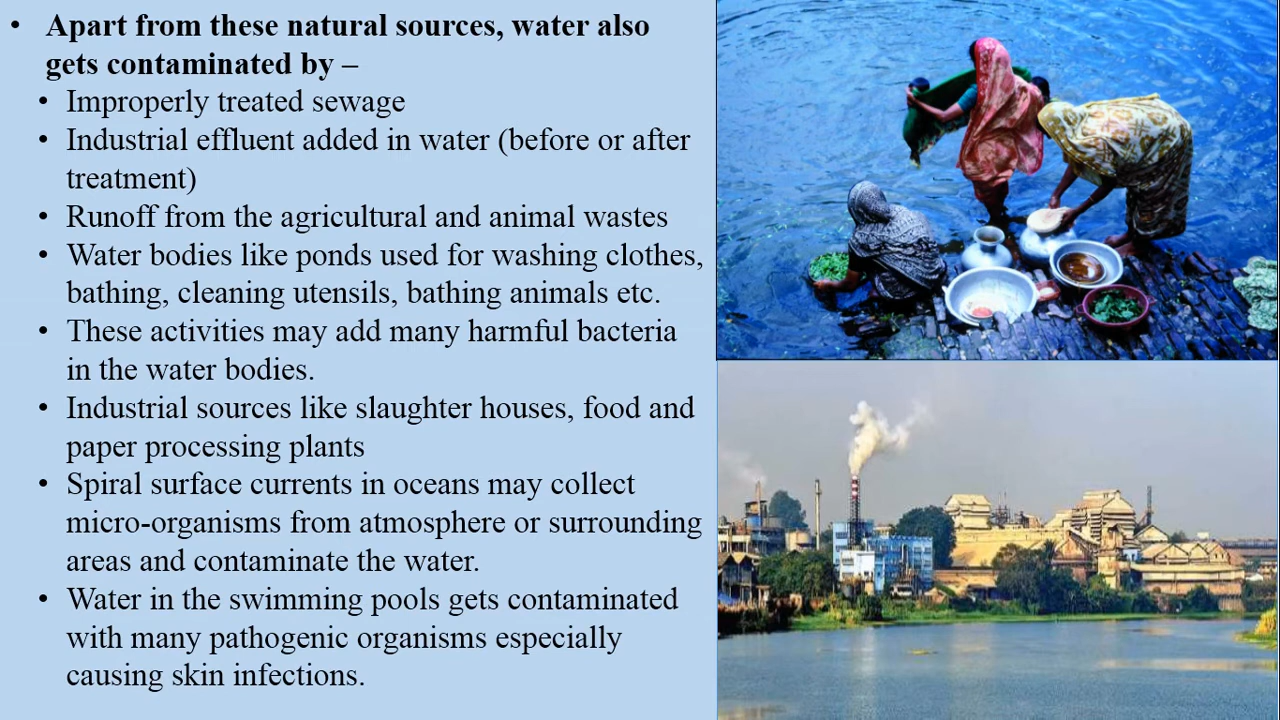 • Apart from these natural sources, water also
gets contaminated by –
• Improperly treated sewage
• Industrial effluent added in water (before or after
treatment)
• Runoff from the agricultural and animal wastes
• Water bodies like ponds used for washing clothes,
bathing, cleaning utensils, bathing animals etc.
• These activities may add many harmful bacteria
in the water bodies.
• Industrial sources like slaughter houses, food and
paper processing plants
• Spiral surface currents in oceans may collect
micro-organisms from atmosphere or surrounding
areas and contaminate the water.
• Water in the swimming pools gets contaminated
with many pathogenic organisms especially
causing skin infections.